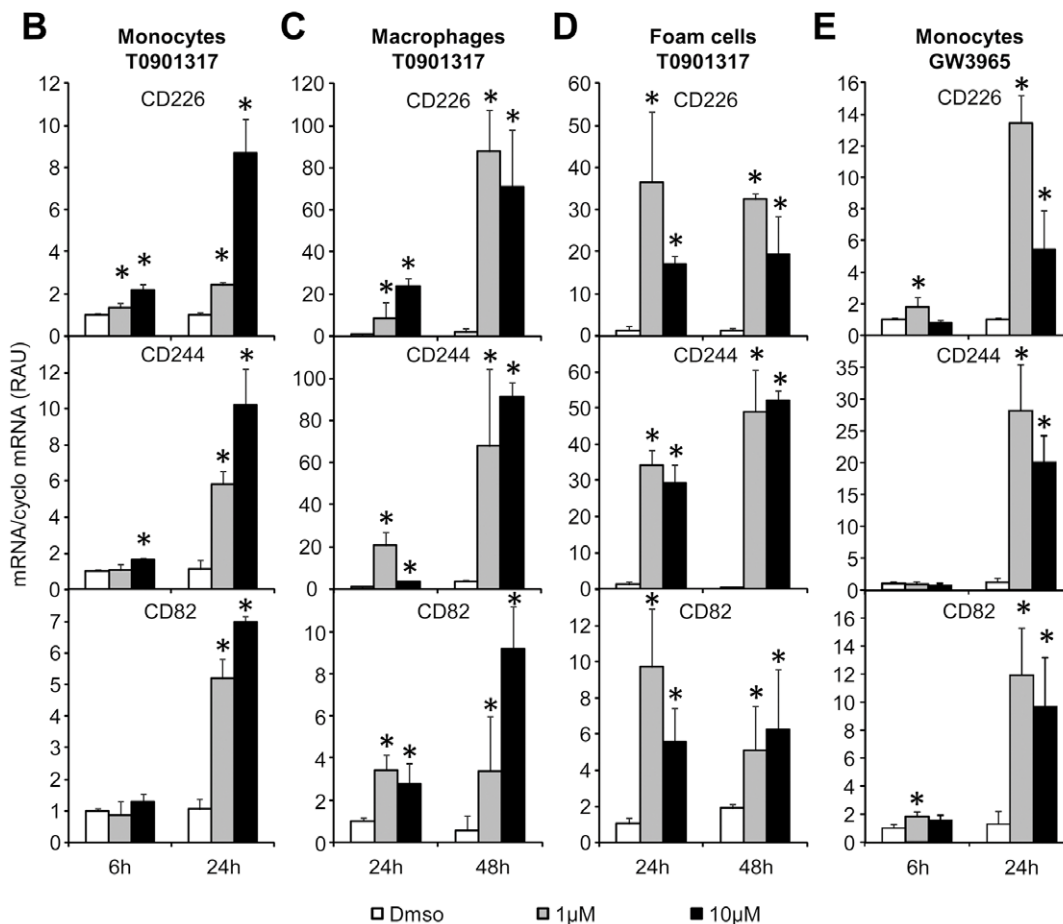 B Monocytes T0901317
C Macrophages T0901317
D Foam cells T0901317
E Monocytes GW3965
mRNA/cyclo mRNA (RAU)
CD226
12
10
8
6
4
2
0
* * * *
CD226
120
100
80
60
40
20
0
* * * *
CD226
60
50
40
30
20
10
0
* * * *
CD226
16
14
12
10
8
6
4
2
0
* * *
CD244
12
10
8
6
4
2
0
* * *
CD244
100
80
60
40
20
0
* * * *
CD244
60
50
40
30
20
10
0
* * * *
CD244
35
30
25
20
15
10
5
0
* *
CD82
7
6
5
4
3
2
1
0
* *
CD82
10
8
6
4
2
0
* * * *
CD82
12
10
8
6
4
2
0
* * * *
CD82
16
14
12
10
8
6
4
2
0
* * *
6h 24h
24h 48h
24h 48h
6h 24h
Dmso 1µM 10µM